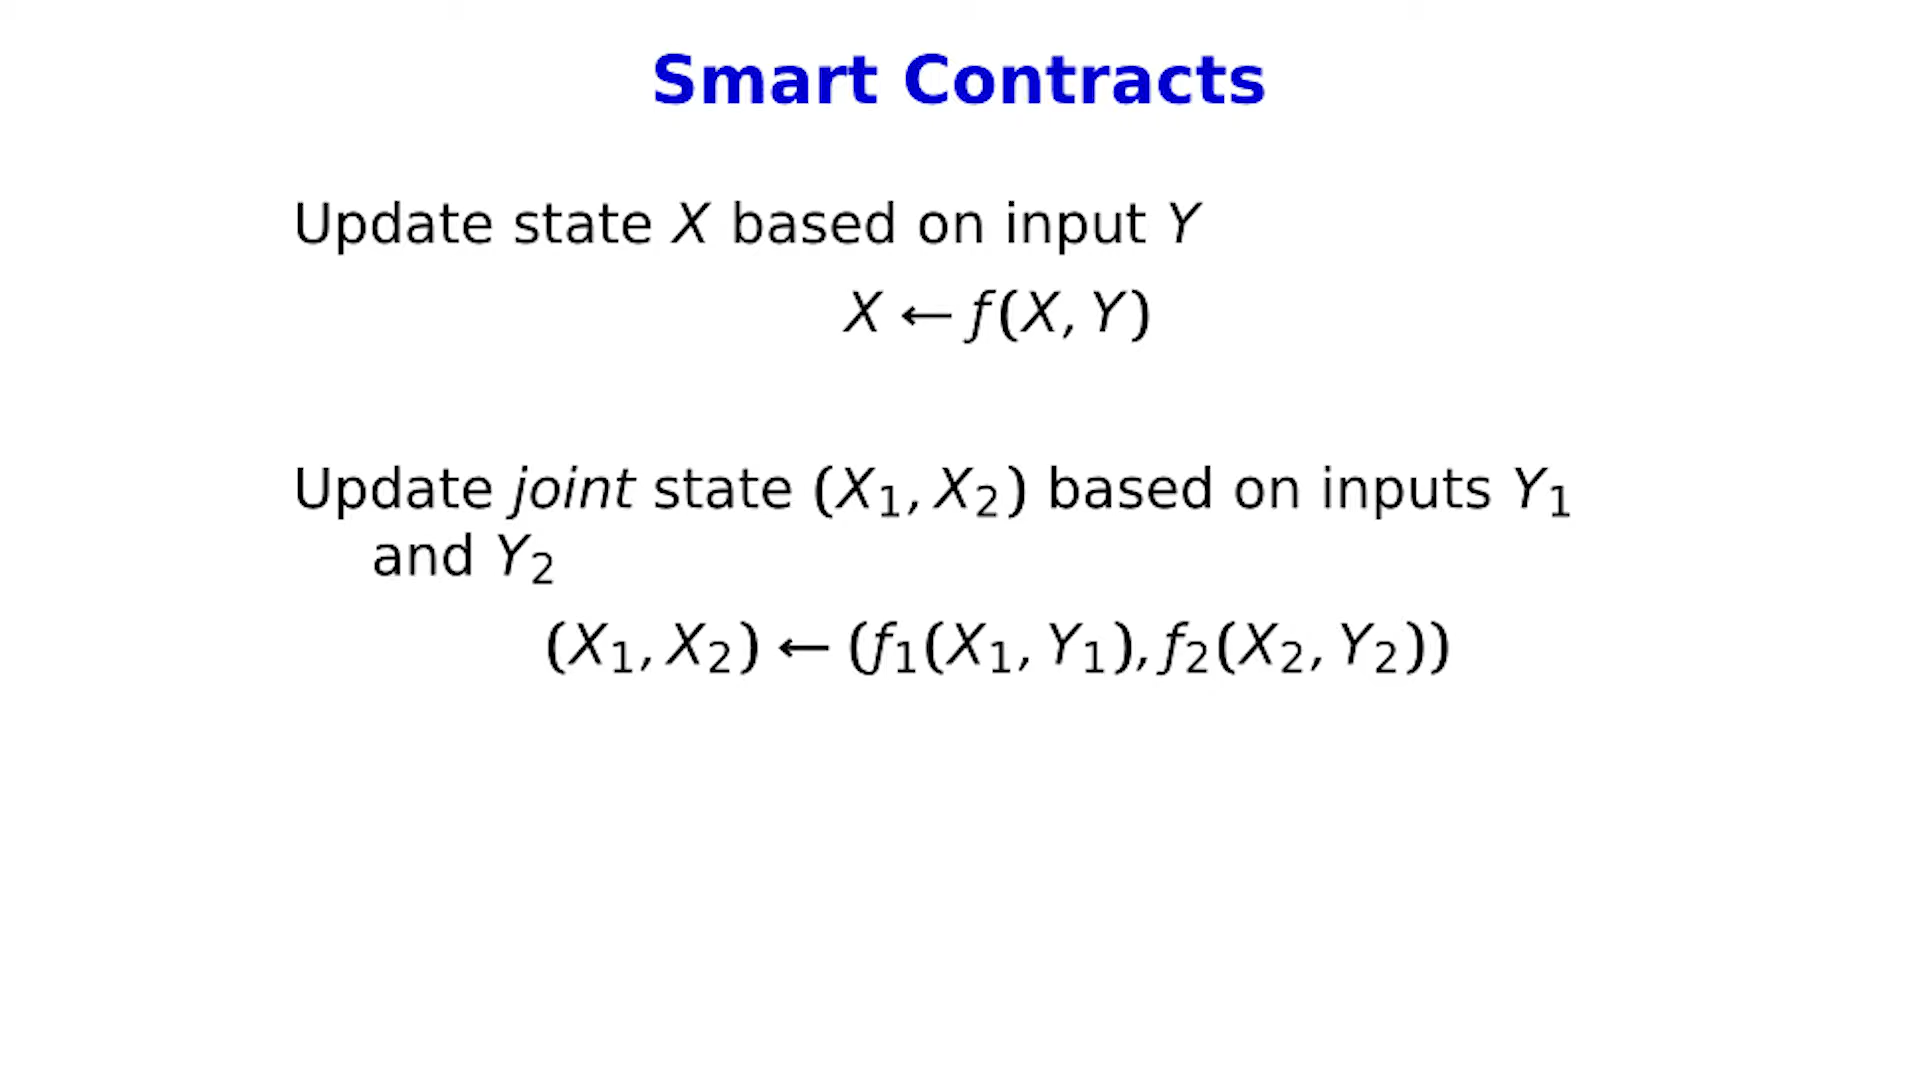 Smart Contracts
Update state X based on input Y
X ← f(X, Y)
Update joint state (X₁, X₂) based on inputs Y₁
and Y₂
(X₁, X₂) ← (f₁(X₁, Y₁), f₂(X₂, Y₂))